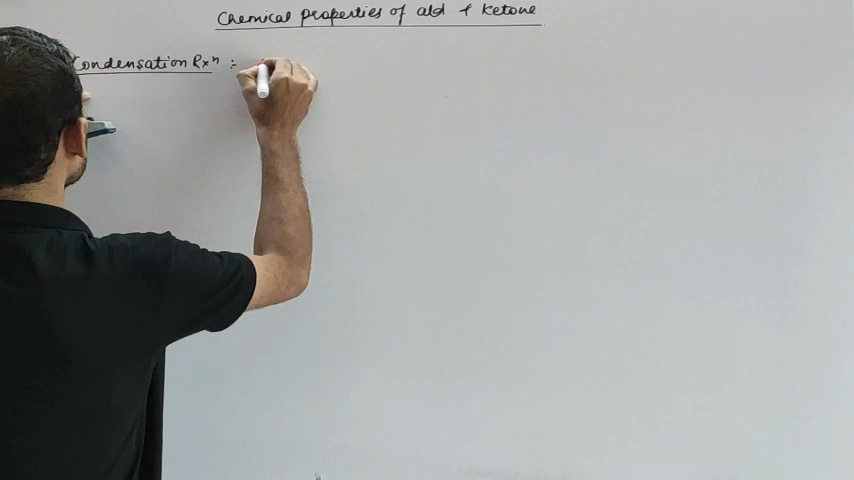 Chemical properties of ald & ketone
Condensation Rxⁿ :-